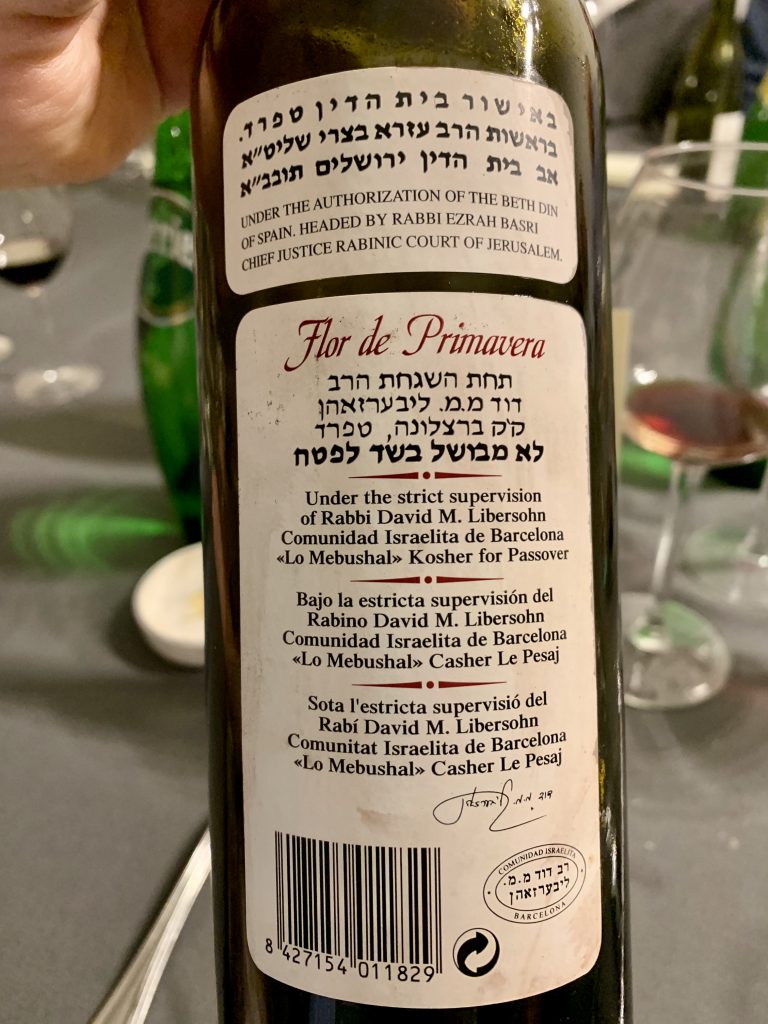 באישור בית הדין ספרד.
בראשות הרב עזרא בצרי שליט״א
אב בית הדין ירושלים תובב״א
UNDER THE AUTHORIZATION OF THE BETH DIN
OF SPAIN. HEADED BY RABBI EZRAH BASRI
CHIEF JUSTICE RABINIC COURT OF JERUSALEM.
Flor de Primavera
תחת השגחת הרב
דוד מ.מ. ליבערזאהן
ק'ק ברצלונה, ספרד
לא מבושל כשר לפסח
Under the strict supervision
of Rabbi David M. Libersohn
Comunidad Israelita de Barcelona
«Lo Mebushal» Kosher for Passover
Bajo la estricta supervisión del
Rabino David M. Libersohn
Comunidad Israelita de Barcelona
«Lo Mebushal» Casher Le Pesaj
Sota l'estricta supervisió del
Rabí David M. Libersohn
Comunitat Israelita de Barcelona
«Lo Mebushal» Casher Le Pesaj
COMUNIDAD ISRAELITA
רב דוד מ.מ.
ליבערזאהן
BARCELONA
8 427154 011829